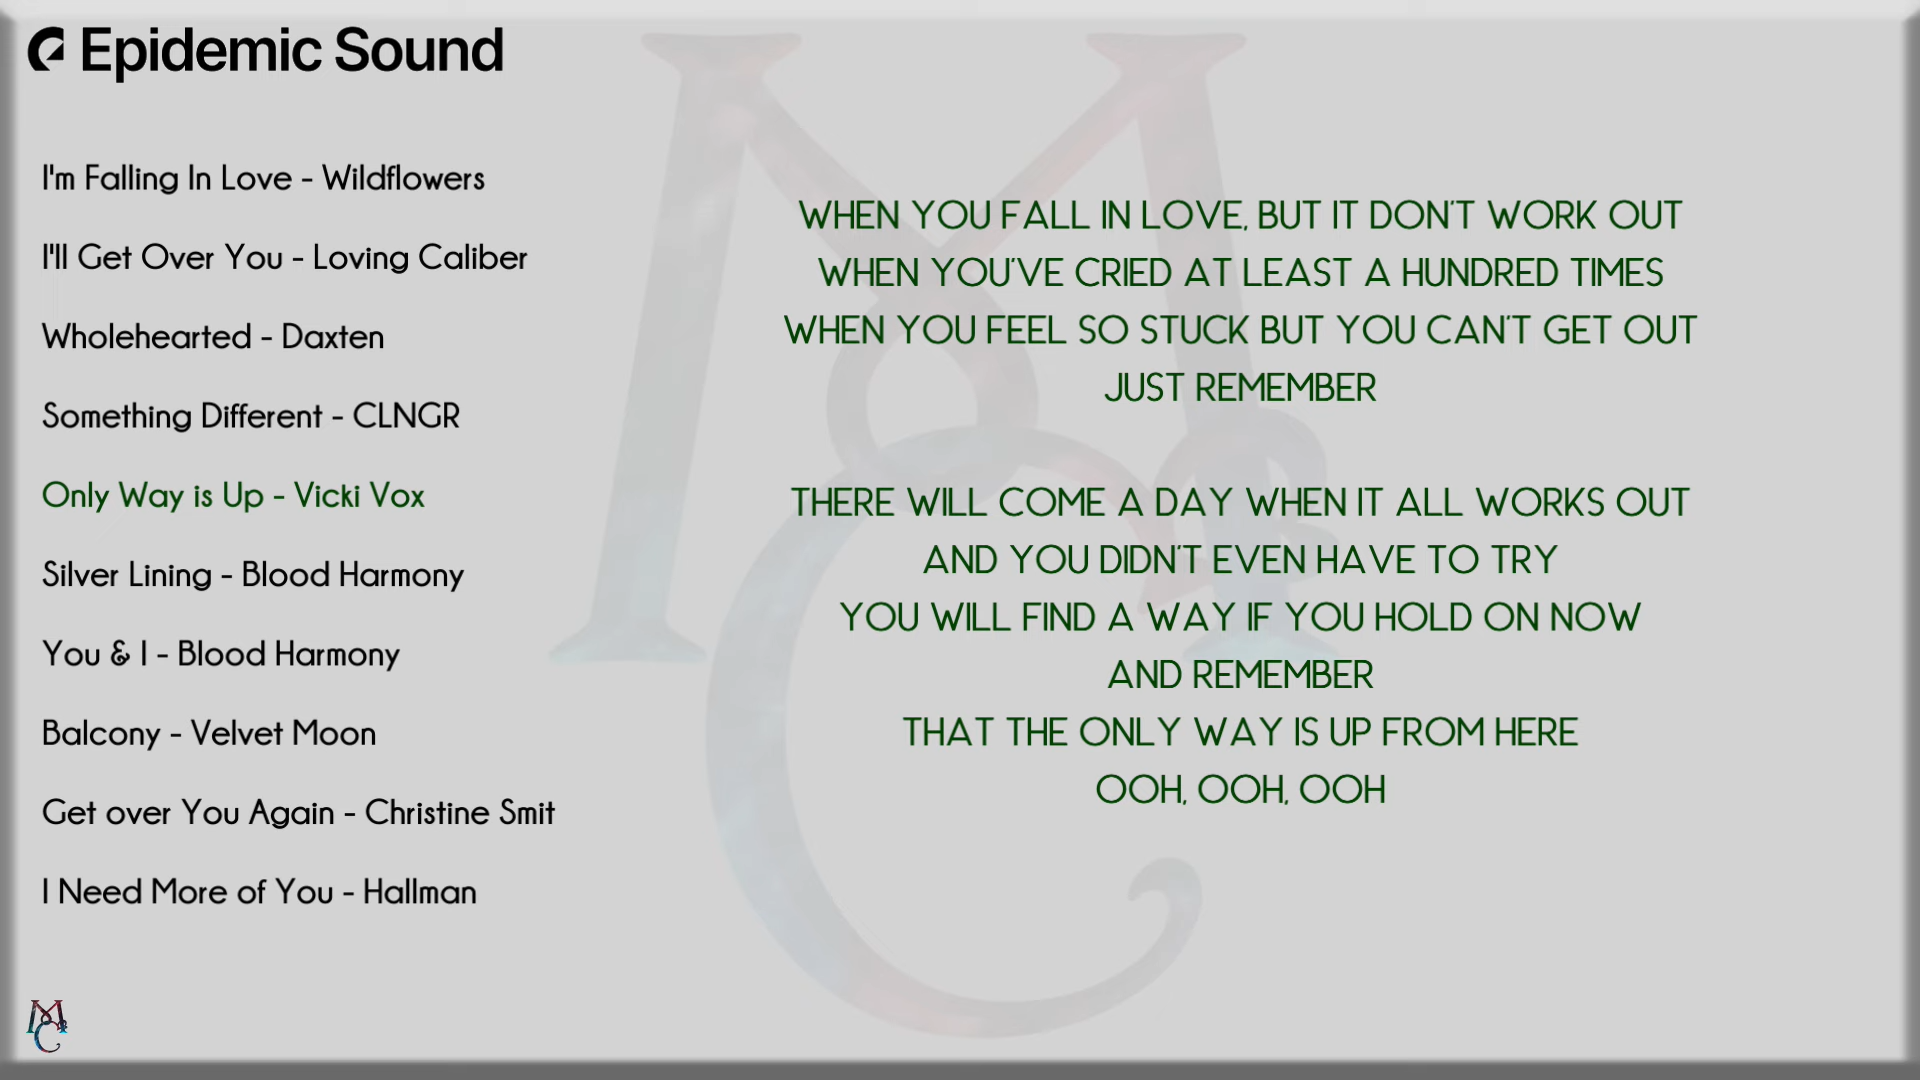 Epidemic Sound
I'm Falling In Love - Wildflowers
I'll Get Over You - Loving Caliber
Wholehearted - Daxten
Something Different - CLNGR
Only Way is Up - Vicki Vox
Silver Lining - Blood Harmony
You & I - Blood Harmony
Balcony - Velvet Moon
Get over You Again - Christine Smit
I Need More of You - Hallman
WHEN YOU FALL IN LOVE, BUT IT DON'T WORK OUT
WHEN YOU'VE CRIED AT LEAST A HUNDRED TIMES
WHEN YOU FEEL SO STUCK BUT YOU CAN'T GET OUT
JUST REMEMBER
THERE WILL COME A DAY WHEN IT ALL WORKS OUT
AND YOU DIDN'T EVEN HAVE TO TRY
YOU WILL FIND A WAY IF YOU HOLD ON NOW
AND REMEMBER
THAT THE ONLY WAY IS UP FROM HERE
OOH, OOH, OOH